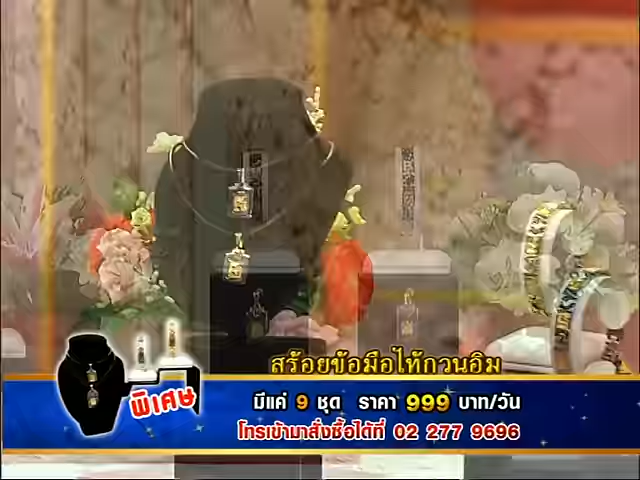 สร้อยข้อมือไท้กวนอิม
พิเศษ
มีแค่ 9 ชุด ราคา 999 บาท/วัน
โทรเข้ามาสั่งซื้อได้ที่ 02 277 9696